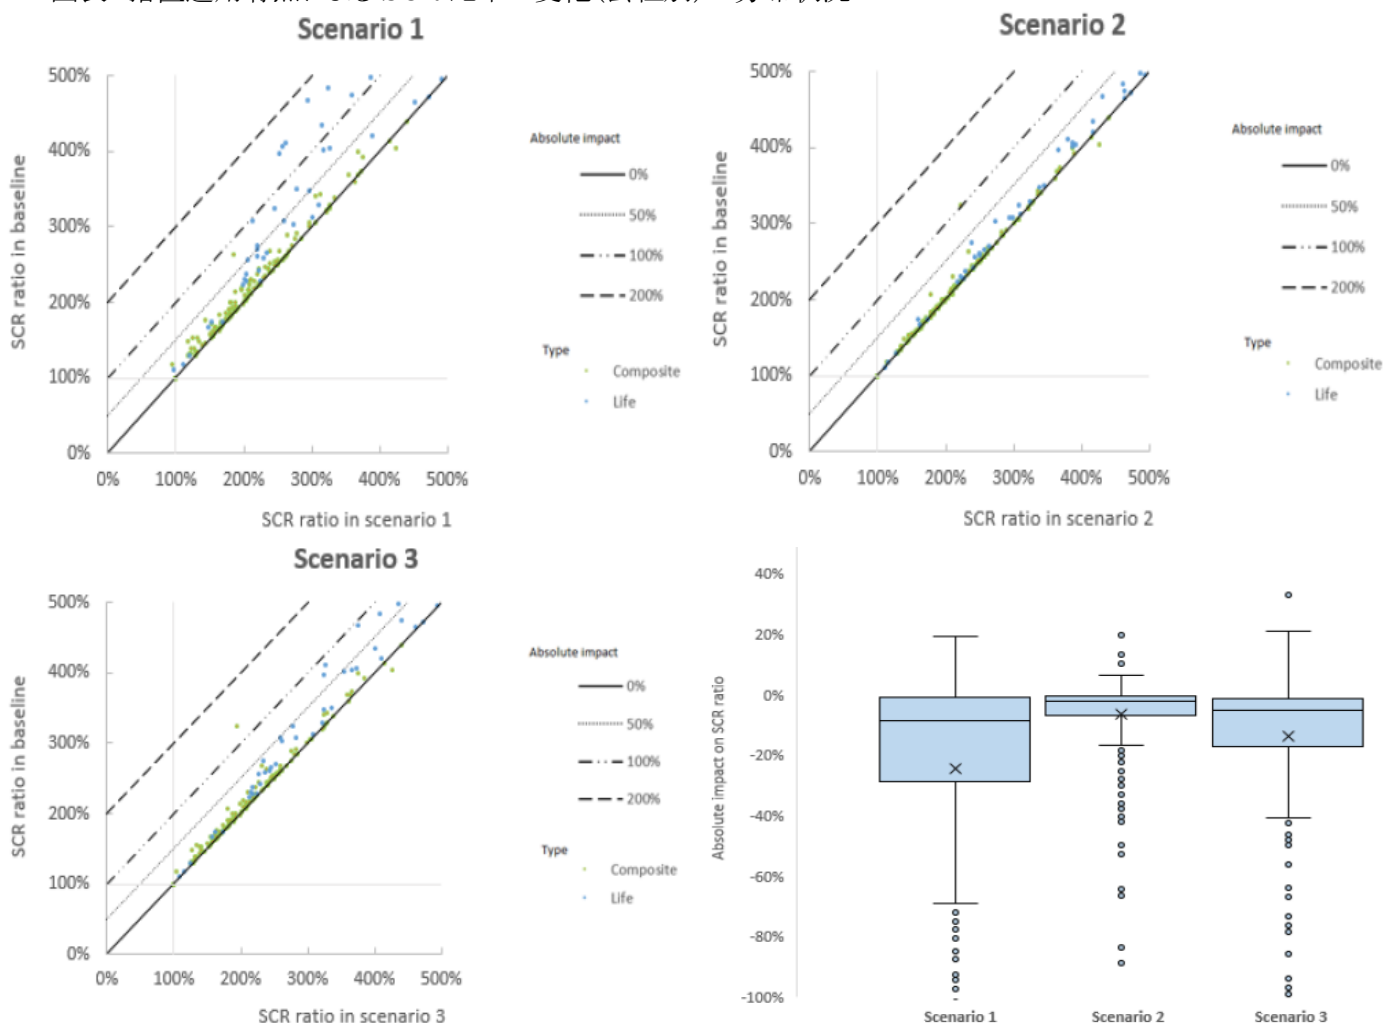 Scenario 1
500%
400%
300%
200%
100%
0%
0% 100% 200% 300% 400% 500%
SCR ratio in baseline
SCR ratio in scenario 1
Absolute impact
0%
50%
100%
200%
Type
Composite
Life
Scenario 2
500%
400%
300%
200%
100%
0%
0% 100% 200% 300% 400% 500%
SCR ratio in baseline
SCR ratio in scenario 2
Absolute impact
0%
50%
100%
200%
Type
Composite
Life
Scenario 3
500%
400%
300%
200%
100%
0%
0% 100% 200% 300% 400% 500%
SCR ratio in baseline
SCR ratio in scenario 3
Absolute impact
0%
50%
100%
200%
Type
Composite
Life
40%
20%
0%
-20%
-40%
-60%
-80%
-100%
Absolute impact on SCR ratio
Scenario 1 Scenario 2 Scenario 3